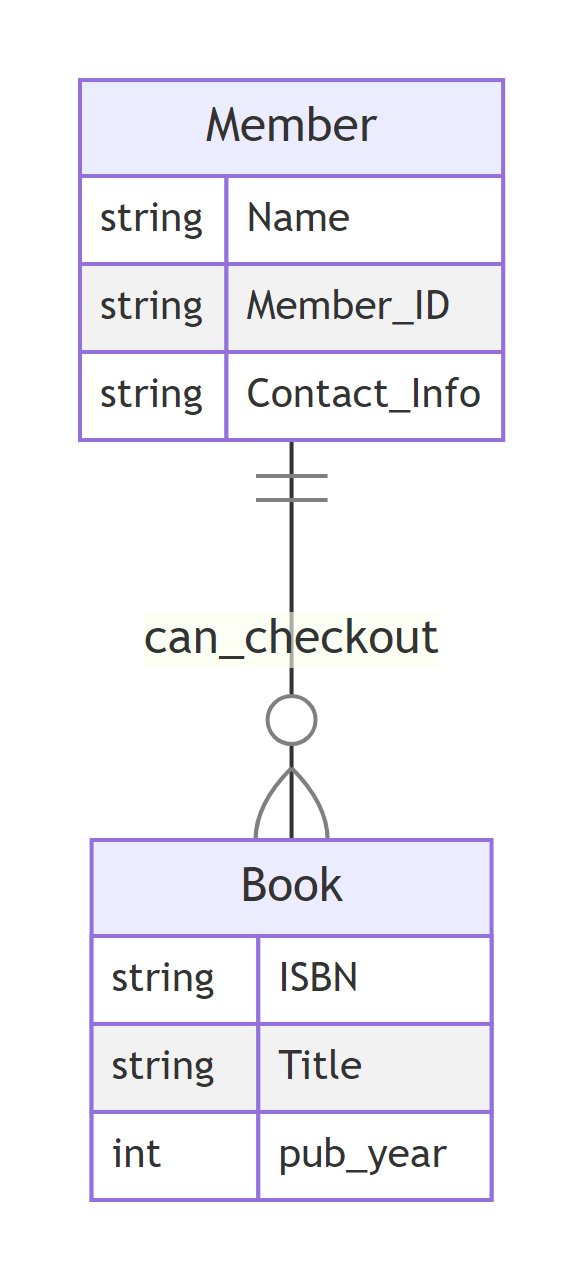 Member
string Name
string Member_ID
string Contact_Info
can_checkout
Book
string ISBN
string Title
int pub_year